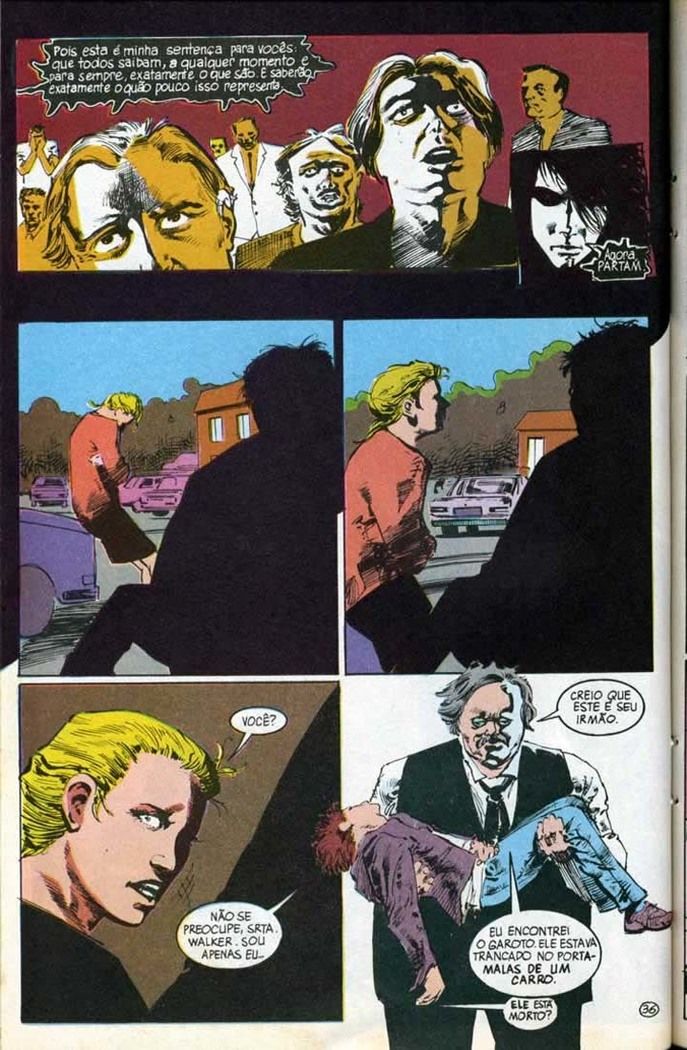 Pois esta é minha sentença para vocês:
que todos saibam, a qualquer momento e
para sempre, exatamente o que são. E saberão
exatamente o quão pouco isso representa.
Agora
PARTAM.
VOCÊ?
NÃO SE
PREOCUPE, SRTA.
WALKER. SOU
APENAS EU...
CREIO QUE
ESTE É SEU
IRMÃO.
EU ENCONTREI
O GAROTO. ELE ESTAVA
TRANCADO NO PORTA-
MALAS DE UM
CARRO.
ELE ESTÁ
MORTO?
36